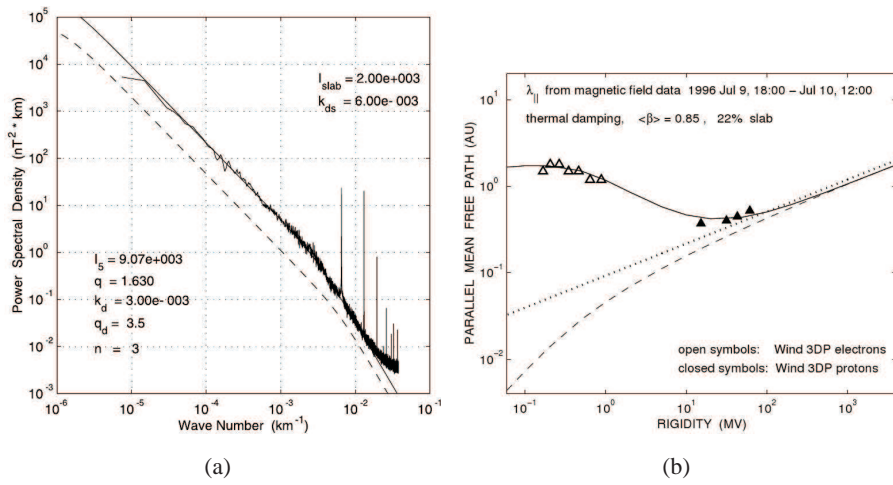 10^5
10^4
10^3
10^2
10^1
10^0
10^-1
10^-2
10^-3
Power Spectral Density (nT^2 * km)
I_slab = 2.00e+003
k_ds = 6.00e-003
I_5 = 9.07e+003
q = 1.630
k_d = 3.00e-003
q_d = 3.5
n = 3
10^-6 10^-5 10^-4 10^-3 10^-2 10^-1
Wave Number (km^-1)
(a)
λ_|| from magnetic field data 1996 Jul 9, 18:00 – Jul 10, 12:00
thermal damping, <β> = 0.85 , 22% slab
10^1
10^0
10^-1
10^-2
PARALLEL MEAN FREE PATH (AU)
open symbols: Wind 3DP electrons
closed symbols: Wind 3DP protons
10^-1 10^0 10^1 10^2 10^3
RIGIDITY (MV)
(b)